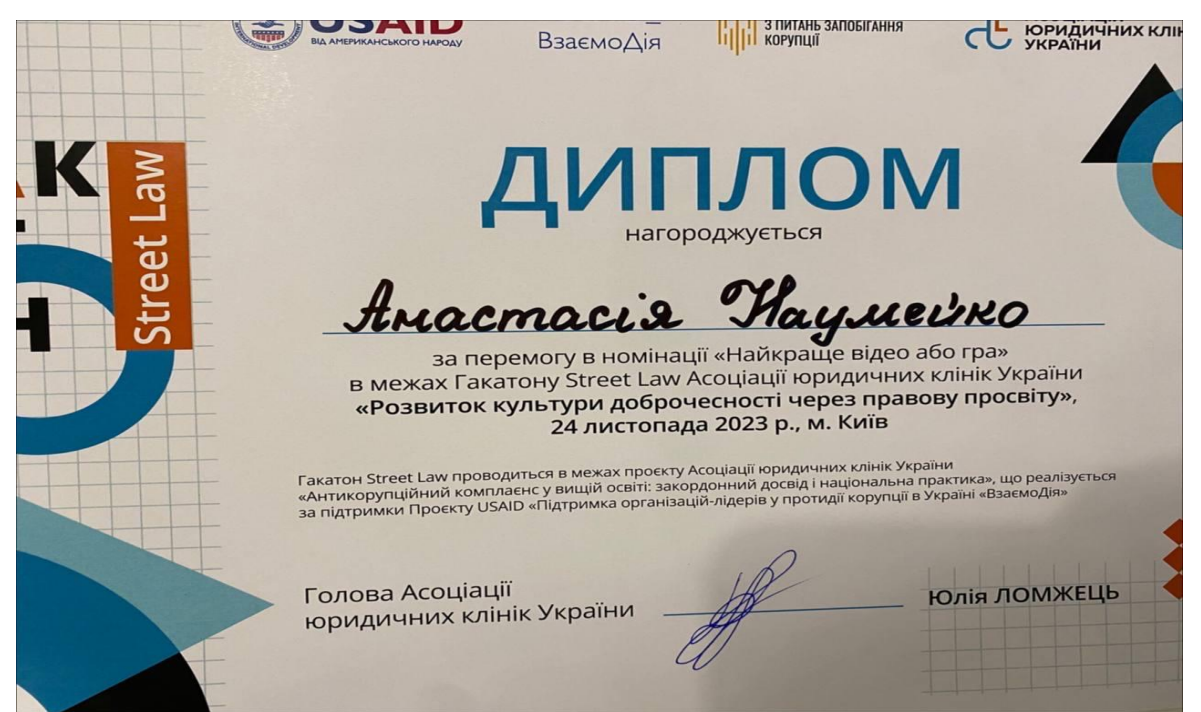 USAID
ВІД АМЕРИКАНСЬКОГО НАРОДУ
ВзаємоДія
З ПИТАНЬ ЗАПОБІГАННЯ
КОРУПЦІЇ
ЮРИДИЧНИХ КЛІН
УКРАЇНИ
Street Law
ДИПЛОМ
нагороджується
Анастасія Наумейко
за перемогу в номінації «Найкраще відео або гра»
в межах Гакатону Street Law Асоціації юридичних клінік України
«Розвиток культури доброчесності через правову просвіту»,
24 листопада 2023 р., м. Київ
Гакатон Street Law проводиться в межах проєкту Асоціації юридичних клінік України
«Антикорупційний комплаєнс у вищій освіті: закордонний досвід і національна практика», що реалізується
за підтримки Проєкту USAID «Підтримка організацій-лідерів у протидії корупції в Україні «ВзаємоДія»
Голова Асоціації
юридичних клінік України
Юлія ЛОМЖЕЦЬ